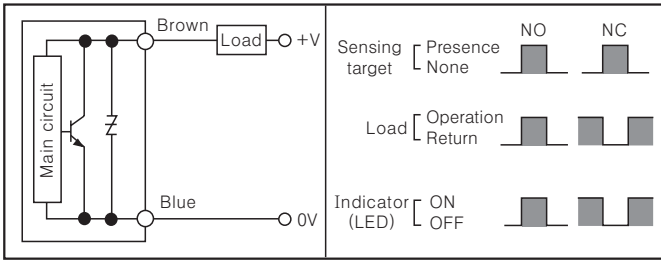 Brown
Load
+V
Main circuit
Blue
0V
NO NC
Sensing target
Presence
None
Load
Operation
Return
Indicator
(LED)
ON
OFF